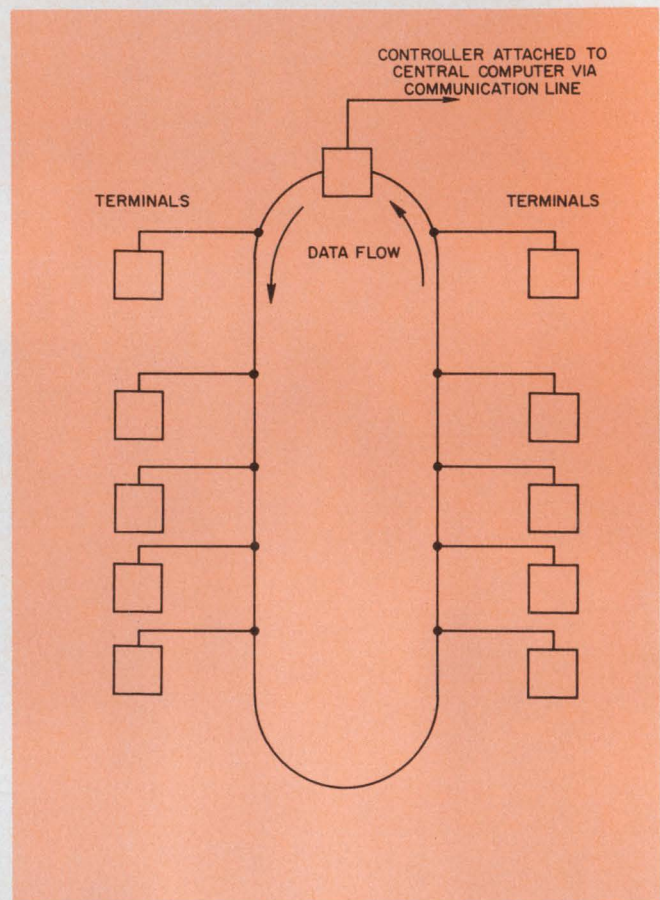 CONTROLLER ATTACHED TO
CENTRAL COMPUTER VIA
COMMUNICATION LINE
TERMINALS
TERMINALS
DATA FLOW